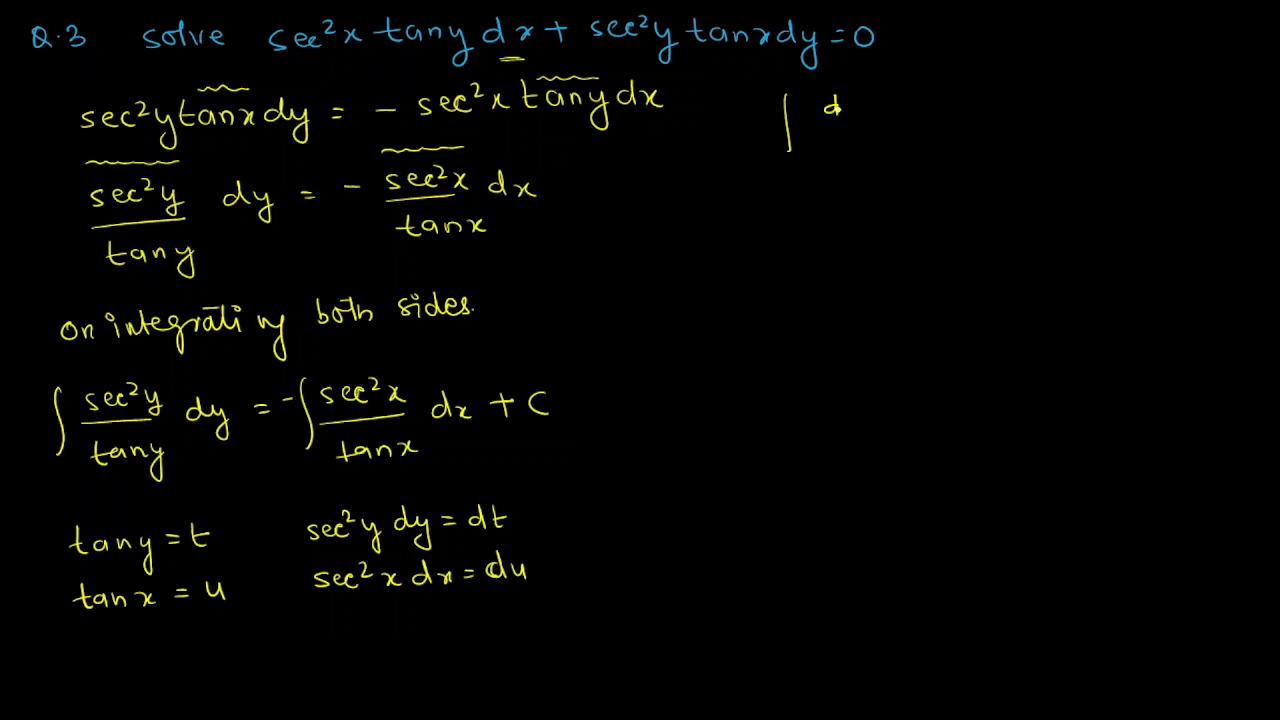 Q.3 solve sec²x tany dx + sec²y tanx dy = 0
sec²y tanx dy = - sec²x tany dx
sec²y/tany dy = - sec²x/tanx dx
On integrating both sides.
∫ sec²y/tany dy = -∫ sec²x/tanx dx + C
tany = t sec²y dy = dt
tanx = u sec²x dx = du
∫ d